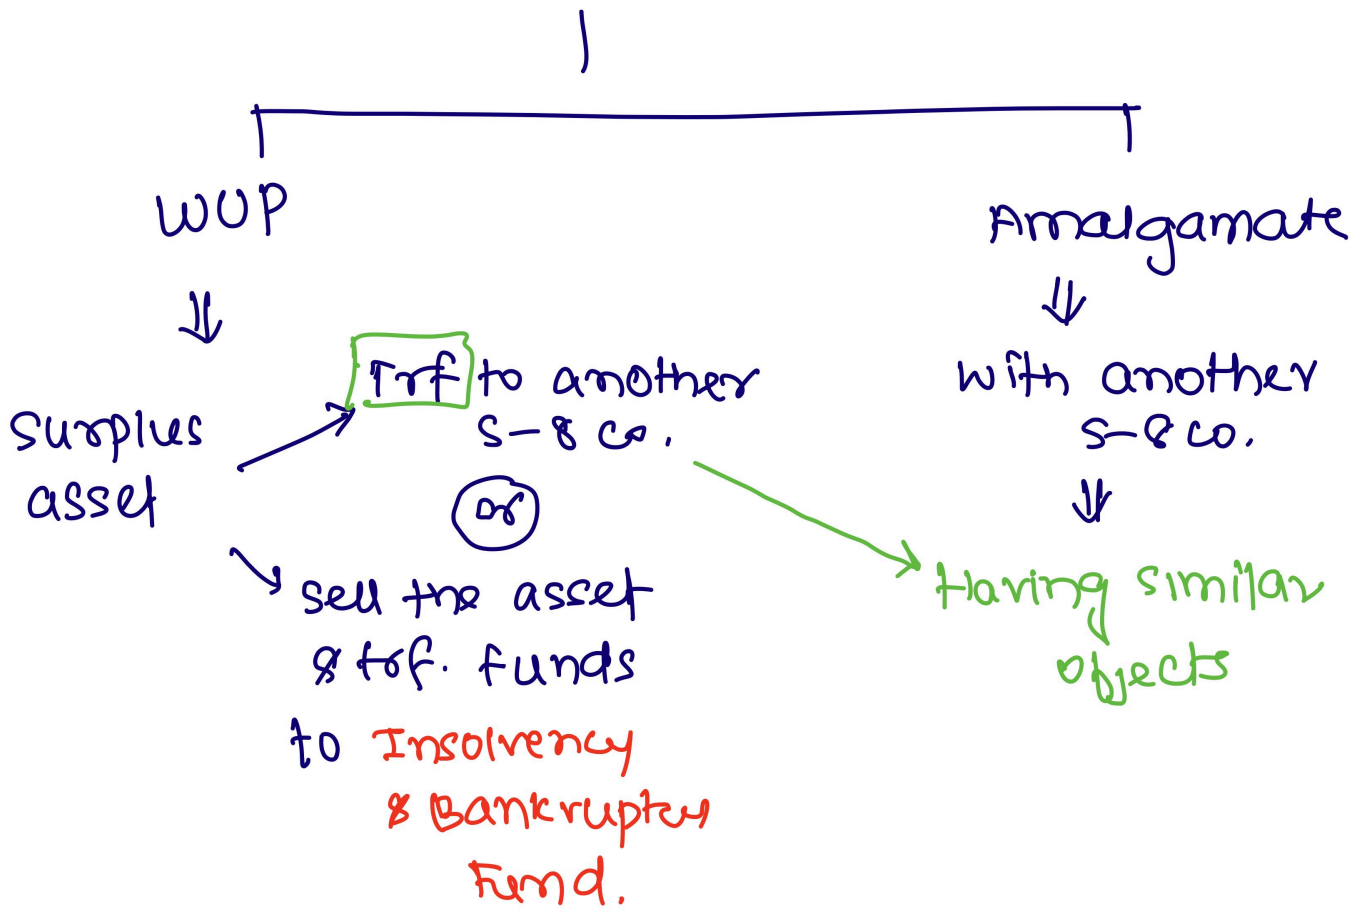 WUP
Surplus
asset
Trf to another
S-8 co.
or
Sell the asset
& trf. funds
to Insolvency
& Bankruptcy
Fund.
Amalgamate
With another
S-8 co.
Having similar
objects